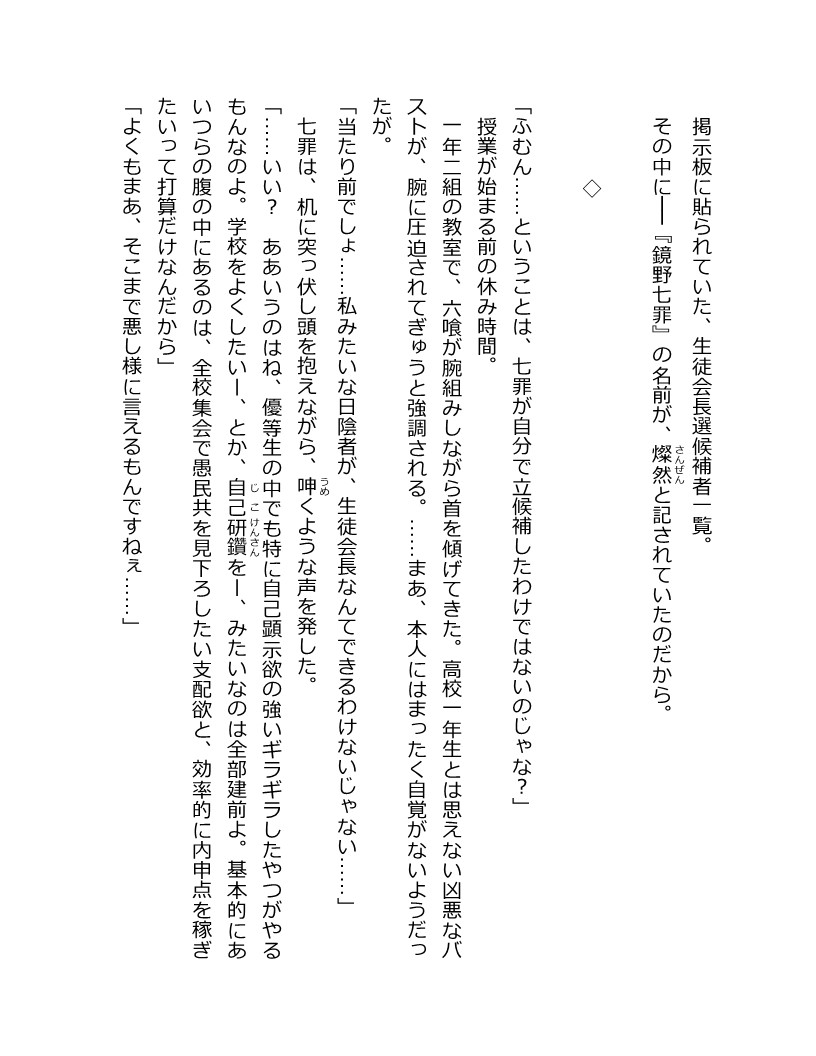 掲示板に貼られていた、生徒会長選候補者一覧。
その中に――『鏡野七罪』の名前が、燦然と記されていたのだから。
◇
「ふむん……ということは、七罪が自分で立候補したわけではないのじゃな？」
授業が始まる前の休み時間。
一年二組の教室で、六喰が腕組みしながら首を傾げてきた。高校一年生とは思えない凶悪なバ
ストが、腕に圧迫されてぎゅうと強調される。……まあ、本人にはまったく自覚がないようだっ
たが。
「当たり前でしょ……私みたいな日陰者が、生徒会長なんてできるわけないじゃない……」
七罪は、机に突っ伏し頭を抱えながら、呻くような声を発した。
「……いい？　ああいうのはね、優等生の中でも特に自己顕示欲の強いギラギラしたやつがやる
もんなのよ。学校をよくしたいー、とか、自己研鑽をー、みたいなのは全部建前よ。基本的にあ
いつらの腹の中にあるのは、全校集会で愚民共を見下ろしたい支配欲と、効率的に内申点を稼ぎ
たいって打算だけなんだから」
「よくもまあ、そこまで悪し様に言えるもんですねぇ……」